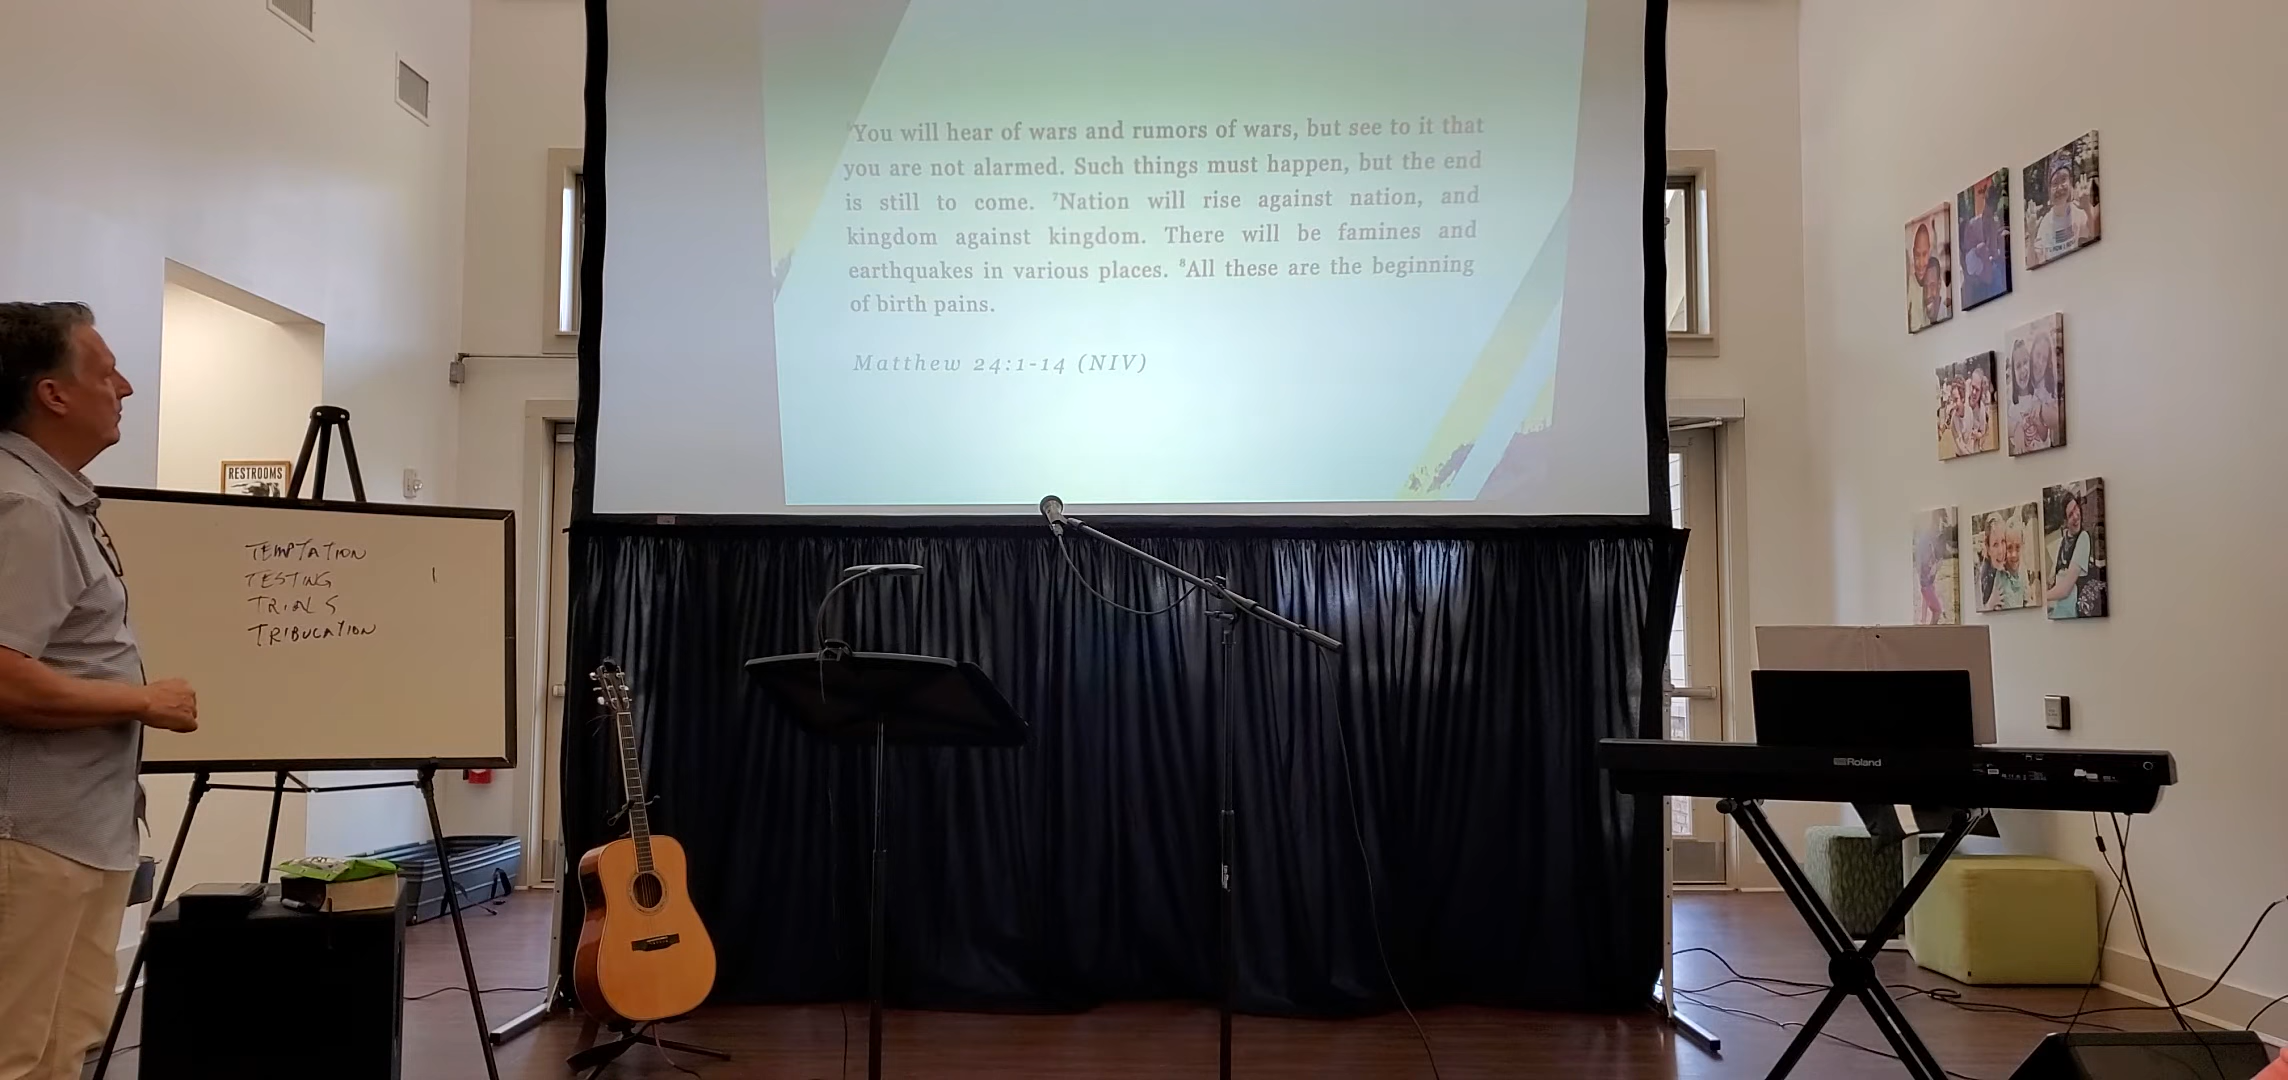 You will hear of wars and rumors of wars, but see to it that
you are not alarmed. Such things must happen, but the end
is still to come. ⁷Nation will rise against nation, and
kingdom against kingdom. There will be famines and
earthquakes in various places. ⁸All these are the beginning
of birth pains.
Matthew 24:1-14 (NIV)
RESTROOMS
TEMPTATION
TESTING
TRIALS
TRIBUCATION
Roland